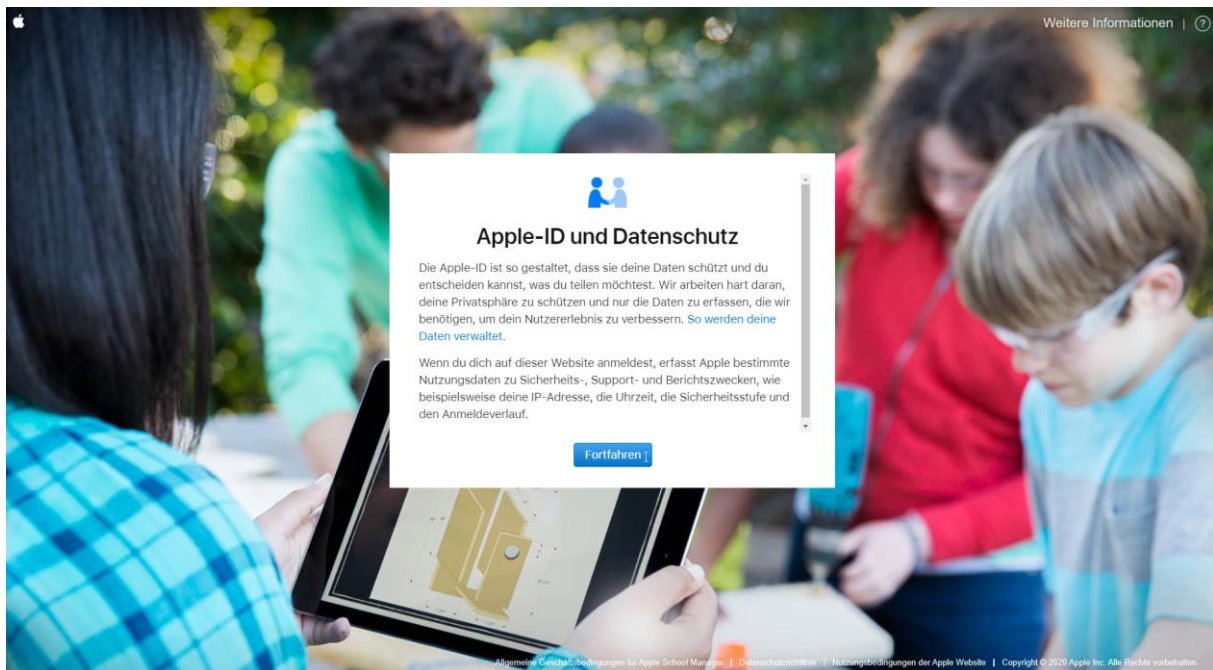 Weitere Informationen | ?
Apple-ID und Datenschutz
Die Apple-ID ist so gestaltet, dass sie deine Daten schützt und du
entscheiden kannst, was du teilen möchtest. Wir arbeiten hart daran,
deine Privatsphäre zu schützen und nur die Daten zu erfassen, die wir
benötigen, um dein Nutzererlebnis zu verbessern. So werden deine
Daten verwaltet.
Wenn du dich auf dieser Website anmeldest, erfasst Apple bestimmte
Nutzungsdaten zu Sicherheits-, Support- und Berichtszwecken, wie
beispielsweise deine IP-Adresse, die Uhrzeit, die Sicherheitsstufe und
den Anmeldeverlauf.
Fortfahren
Allgemeine Geschäftsbedingungen für Apple School Manager | Datenschutzrichtlinie | Nutzungsbedingungen der Apple Website | Copyright © 2020 Apple Inc. Alle Rechte vorbehalten.